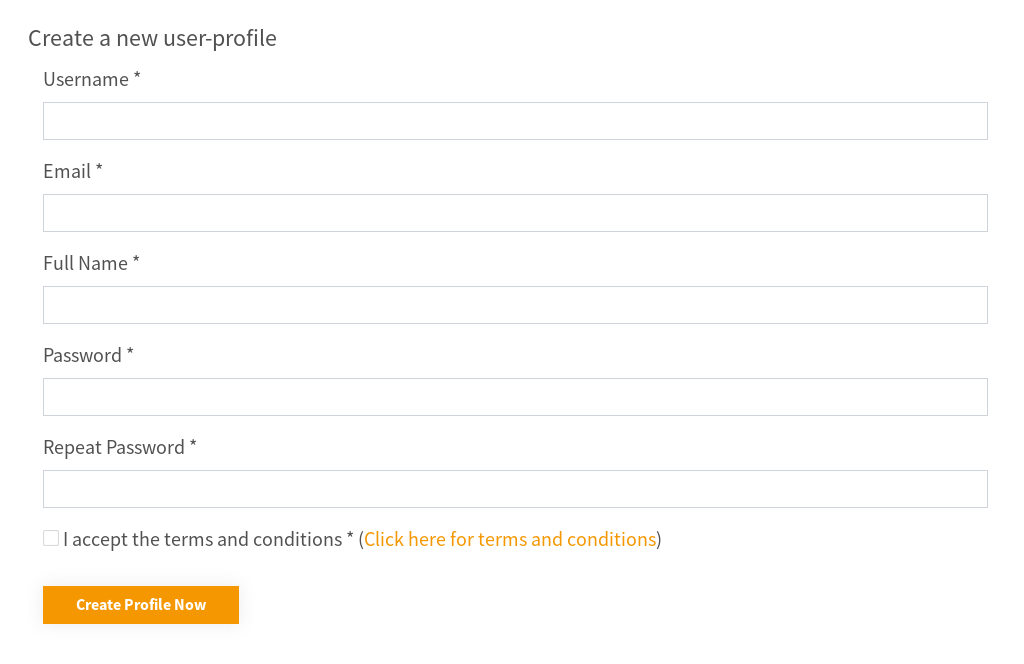 Create a new user-profile
Username *
Email *
Full Name *
Password *
Repeat Password *
I accept the terms and conditions * (Click here for terms and conditions)
Create Profile Now